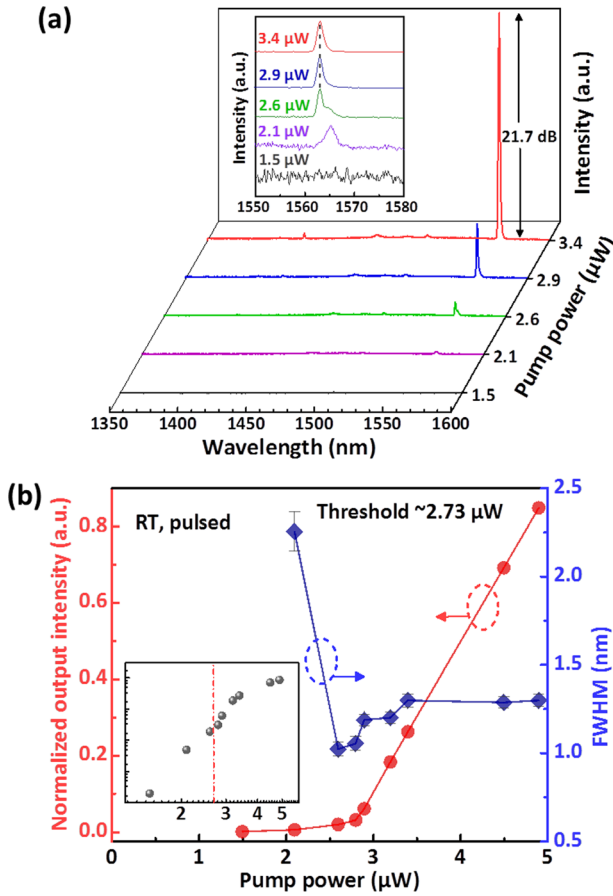 (a)
3.4 µW
2.9 µW
2.6 µW
2.1 µW
1.5 µW
Intensity (a.u.)
1550 1560 1570 1580
21.7 dB
Intensity (a.u.)
3.4
2.9
2.6
2.1
1.5
Pump power (µW)
1350 1400 1450 1500 1550 1600
Wavelength (nm)
(b)
RT, pulsed
Threshold ~2.73 µW
Normalized output intensity (a.u.)
0.8
0.6
0.4
0.2
0.0
2.5
2.0
1.5
1.0
0.5
FWHM (nm)
2 3 4 5
0 1 2 3 4 5
Pump power (µW)